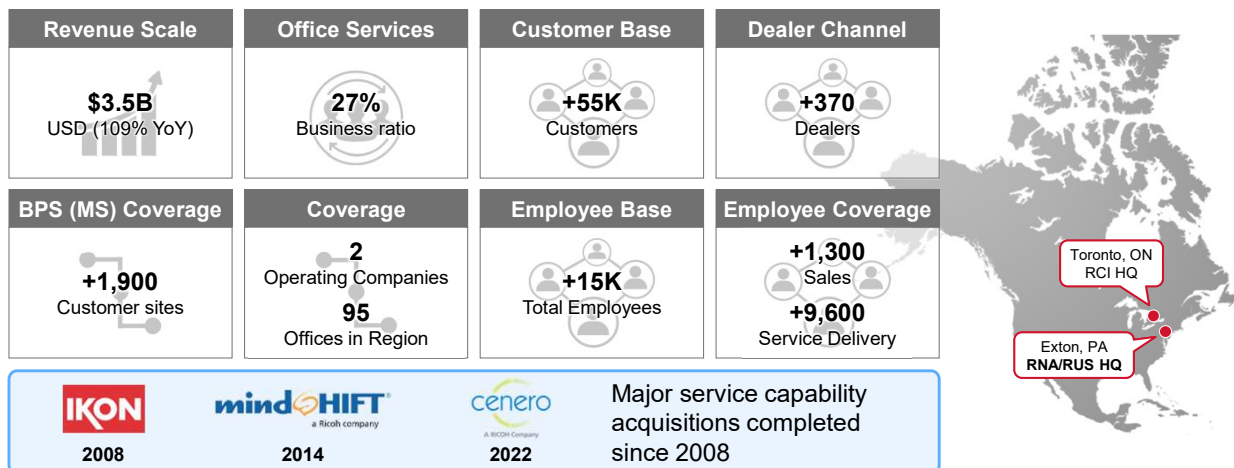 Revenue Scale
$3.5B
USD (109% YoY)
Office Services
27%
Business ratio
Customer Base
+55K
Customers
Dealer Channel
+370
Dealers
BPS (MS) Coverage
+1,900
Customer sites
Coverage
2
Operating Companies
95
Offices in Region
Employee Base
+15K
Total Employees
Employee Coverage
+1,300
Sales
+9,600
Service Delivery
Toronto, ON
RCI HQ
Exton, PA
RNA/RUS HQ
IKON
2008
mindSHIFT®
a Ricoh company
2014
cenero
A RICOH Company
2022
Major service capability
acquisitions completed
since 2008